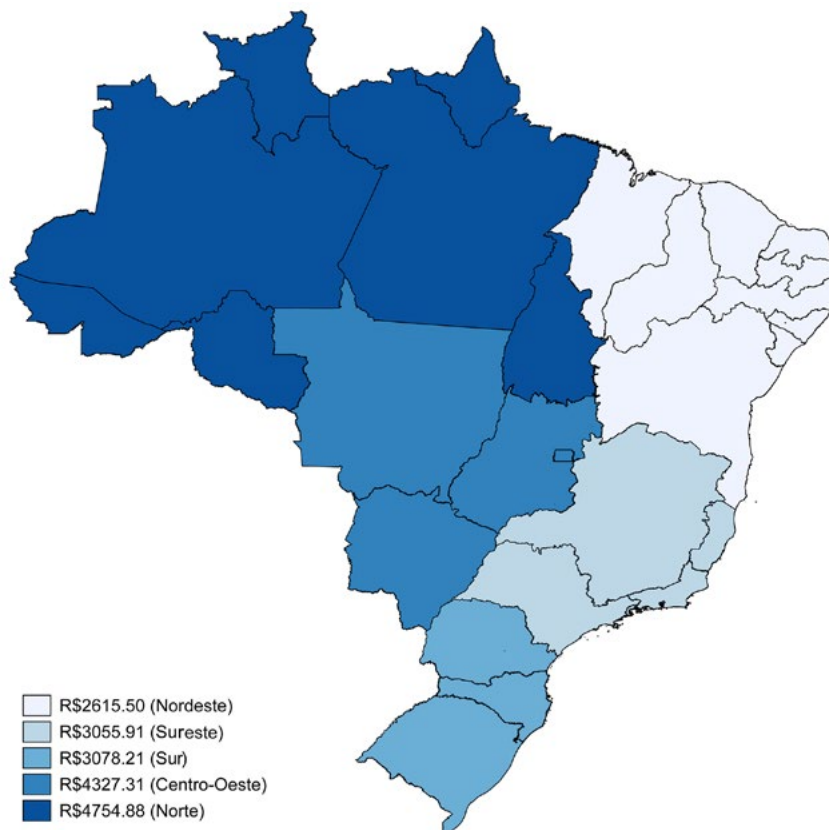 R$2615.50 (Nordeste)
R$3055.91 (Sureste)
R$3078.21 (Sur)
R$4327.31 (Centro-Oeste)
R$4754.88 (Norte)